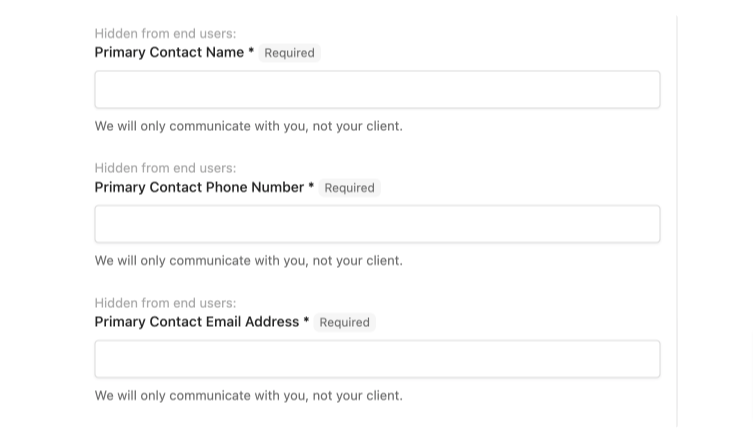 Hidden from end users:
Primary Contact Name * Required
We will only communicate with you, not your client.
Hidden from end users:
Primary Contact Phone Number * Required
We will only communicate with you, not your client.
Hidden from end users:
Primary Contact Email Address * Required
We will only communicate with you, not your client.